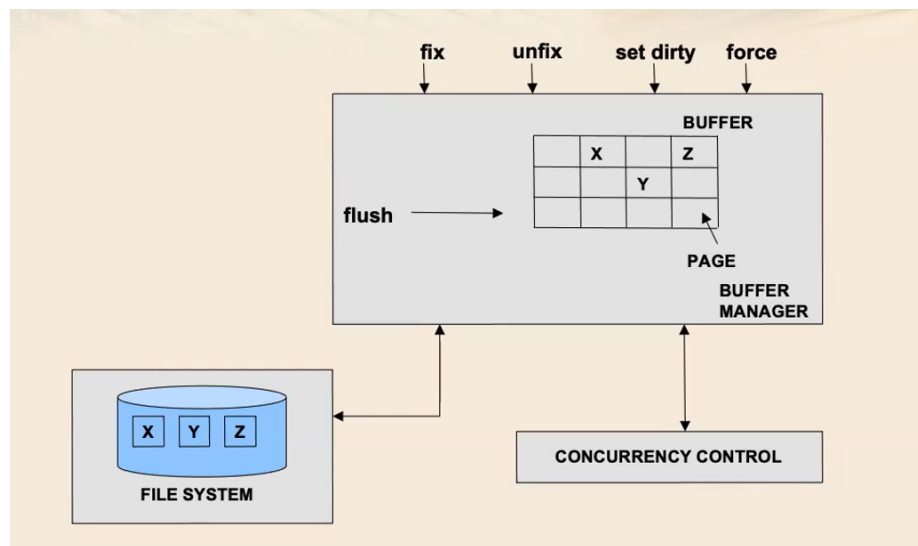 fix unfix set dirty force
BUFFER
X Z
Y
flush
PAGE
BUFFER
MANAGER
X Y Z
FILE SYSTEM
CONCURRENCY CONTROL